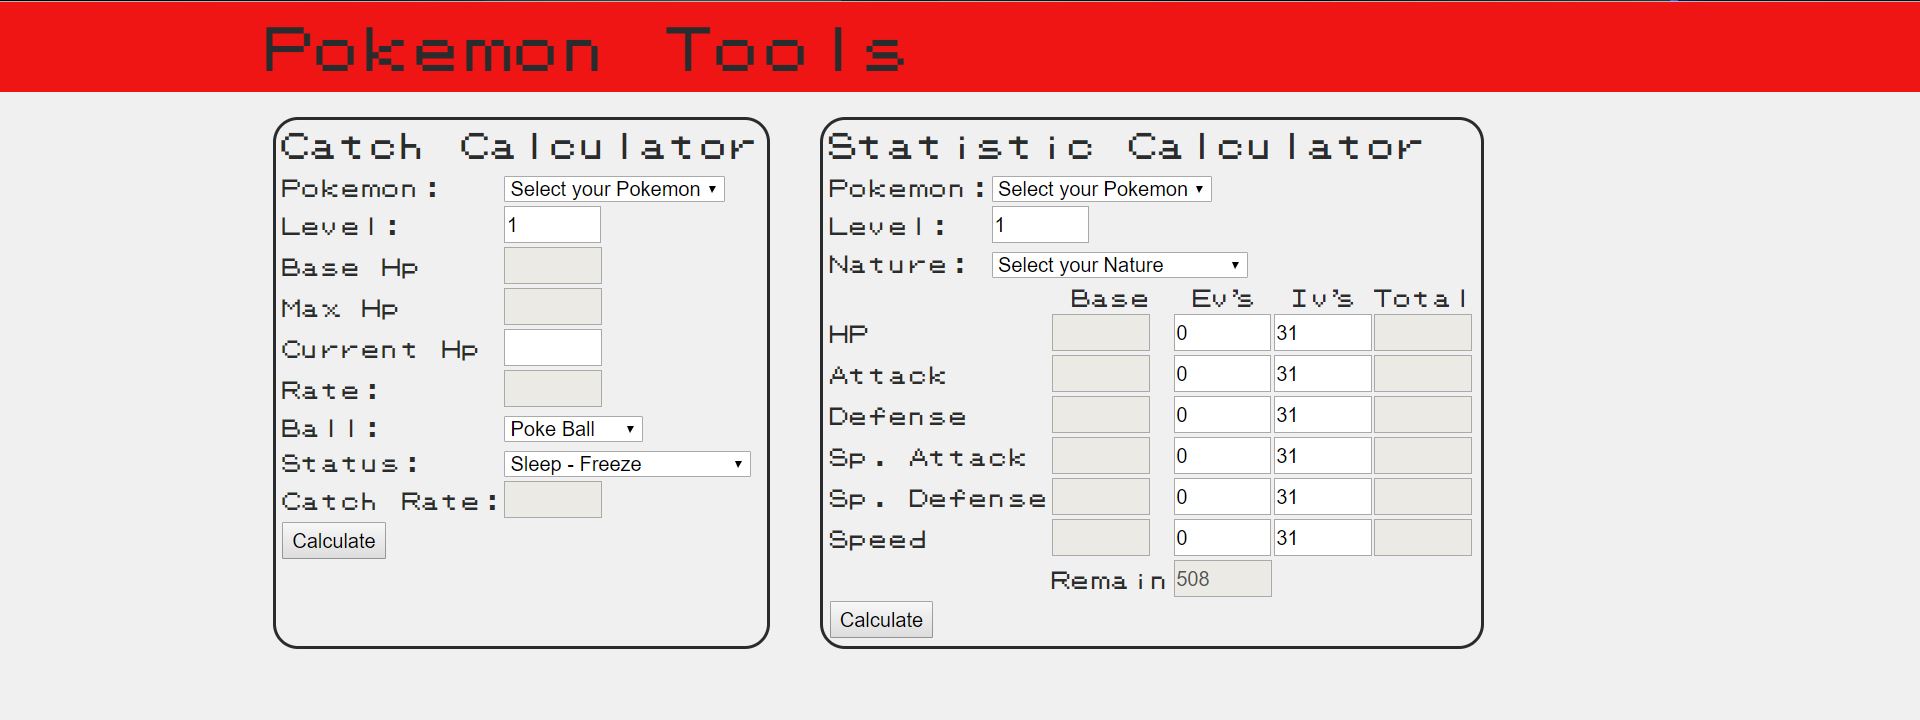 Pokemon Tools
Catch Calculator
Pokemon: Select your Pokemon
Level: 1
Base Hp
Max Hp
Current Hp
Rate:
Ball: Poke Ball
Status: Sleep - Freeze
Catch Rate:
Calculate
Statistic Calculator
Pokemon: Select your Pokemon
Level: 1
Nature: Select your Nature
Base Ev's Iv's Total
HP 0 31
Attack 0 31
Defense 0 31
Sp. Attack 0 31
Sp. Defense 0 31
Speed 0 31
Remain 508
Calculate